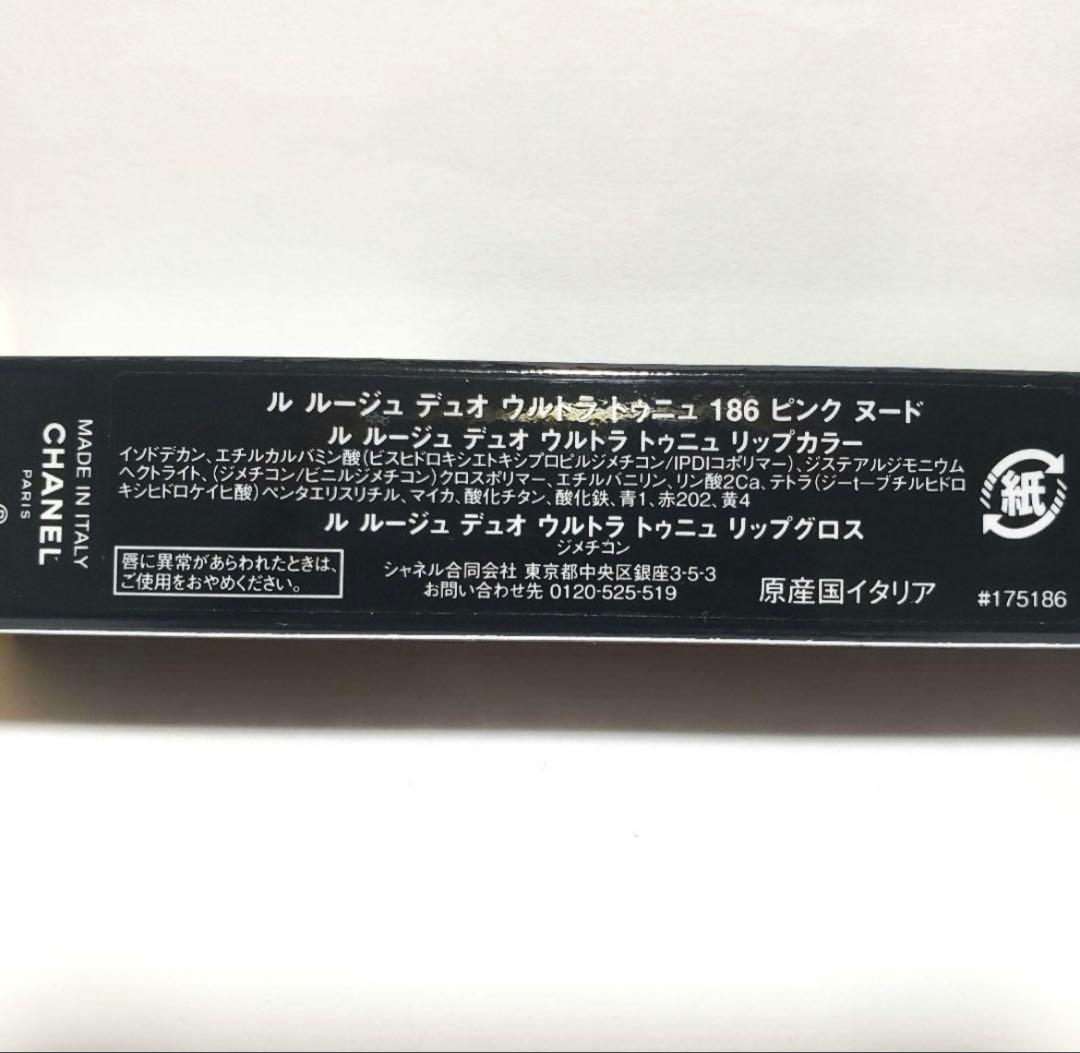 ル ルージュ デュオ ウルトラ トゥニュ 186 ピンク ヌード
ル ルージュ デュオ ウルトラ トゥニュ リップカラー
イソドデカン、エチルカルバミン酸(ビスヒドロキシエトキシプロピルジメチコン/IPDIコポリマー)、ジステアルジモニウム
ヘクトライト、(ジメチコン/ビニルジメチコン)クロスポリマー、エチルバニリン、リン酸2Ca、テトラ(ジーt-ブチルヒドロ
キシヒドロケイヒ酸)ペンタエリスリチル、マイカ、酸化チタン、酸化鉄、青1、赤202、黄4
ル ルージュ デュオ ウルトラ トゥニュ リップグロス
ジメチコン
唇に異常があらわれたときは、
ご使用をおやめください。
シャネル合同会社 東京都中央区銀座3-5-3
お問い合わせ先 0120-525-519
原産国イタリア
#175186
紙
MADE IN ITALY
CHANEL
PARIS
®